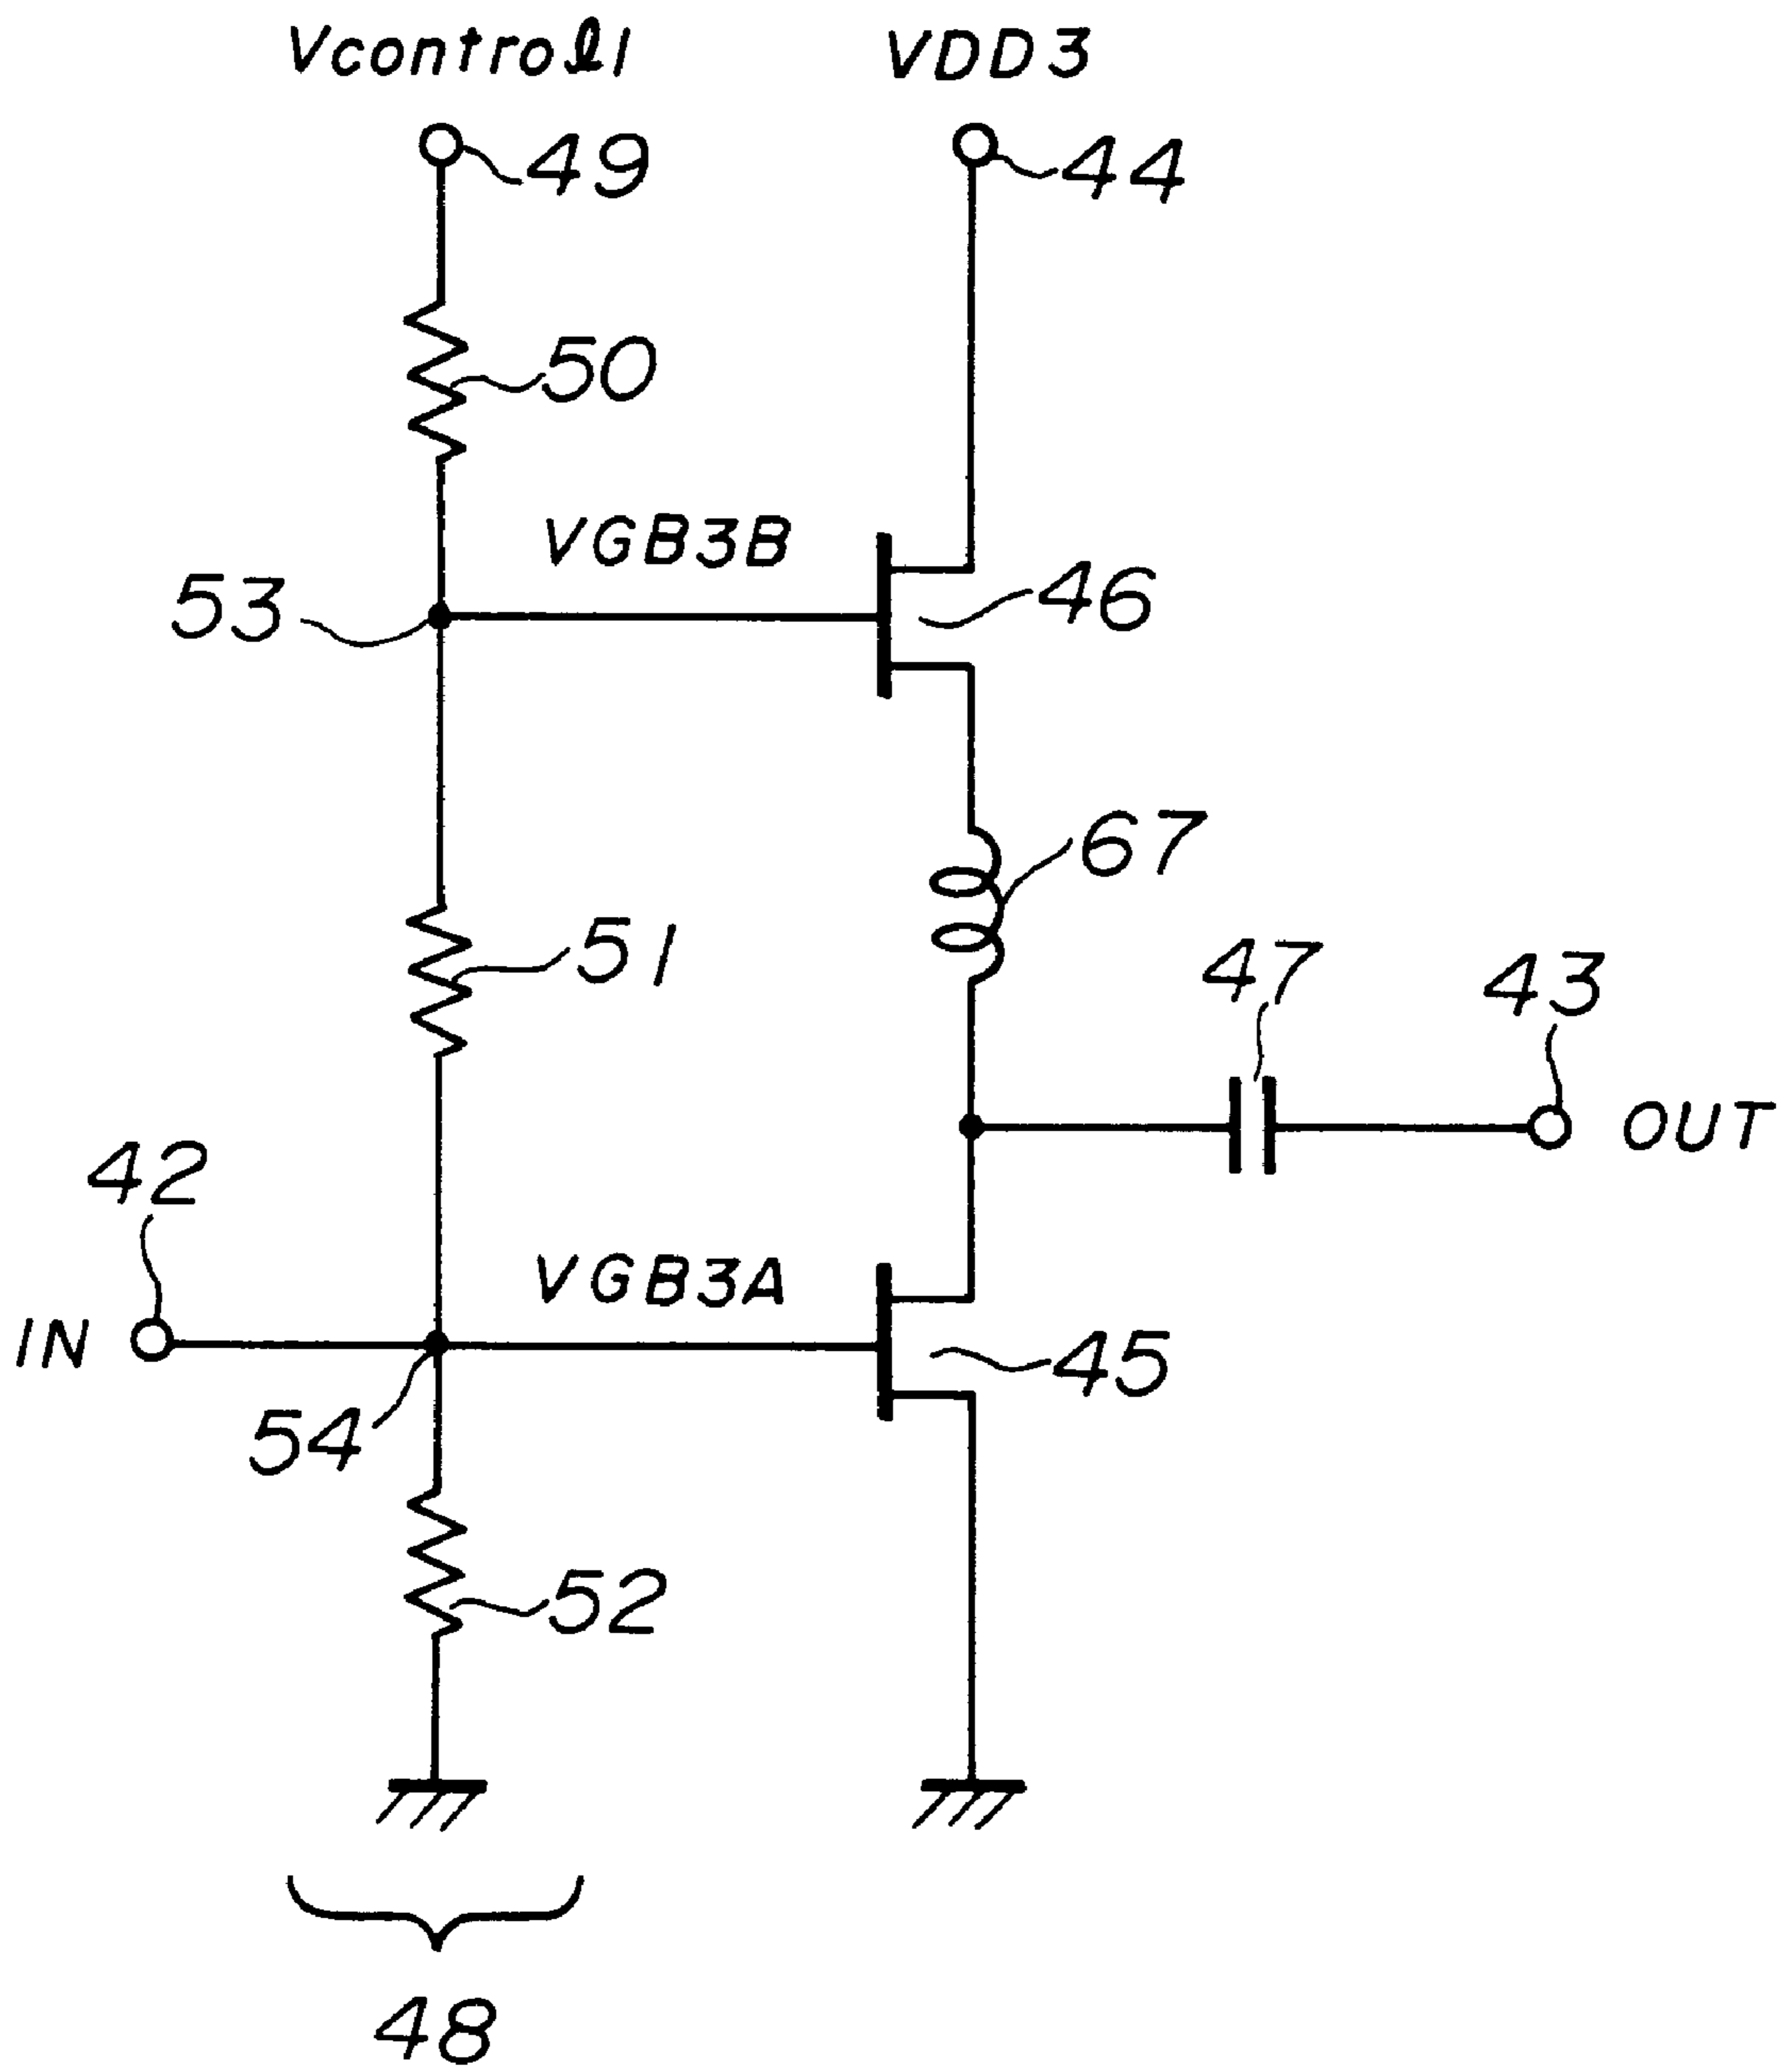 Vcontrol1 VDD3
49 44
50
VGB3B
53 46
67
51 47 43
OUT
42
VGB3A
IN 45
54
52
48